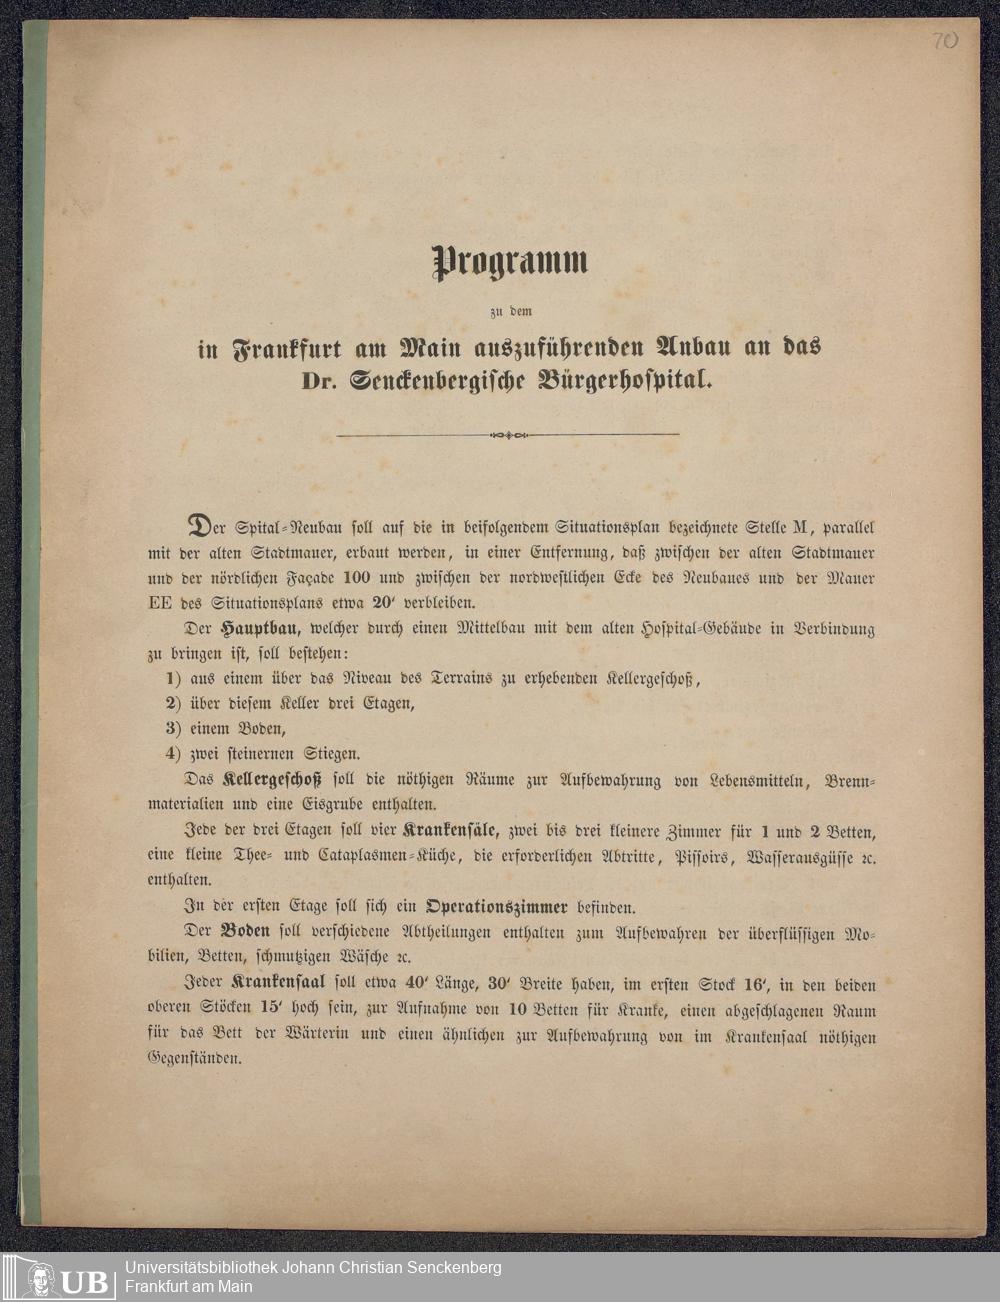 70
Programm
zu dem
in Frankfurt am Main auszuführenden Anbau an das
Dr. Senckenbergische Bürgerhospital.
Der Spital-Neubau soll auf die in beifolgendem Situationsplan bezeichnete Stelle M, parallel
mit der alten Stadtmauer, erbaut werden, in einer Entfernung, daß zwischen der alten Stadtmauer
und der nördlichen Façade 100 und zwischen der nordwestlichen Ecke des Neubaues und der Mauer
EE des Situationsplans etwa 20' verbleiben.
Der Hauptbau, welcher durch einen Mittelbau mit dem alten Hospital-Gebäude in Verbindung
zu bringen ist, soll bestehen:
1) aus einem über das Niveau des Terrains zu erhebenden Kellergeschoß,
2) über diesem Keller drei Etagen,
3) einem Boden,
4) zwei steinernen Stiegen.
Das Kellergeschoß soll die nöthigen Räume zur Aufbewahrung von Lebensmitteln, Brenn-
materialien und eine Eisgrube enthalten.
Jede der drei Etagen soll vier Krankensäle, zwei bis drei kleinere Zimmer für 1 und 2 Betten,
eine kleine Thee- und Cataplasmen-Küche, die erforderlichen Abtritte, Pissoirs, Wasserausgüsse ꝛc.
enthalten.
In der ersten Etage soll sich ein Operationszimmer befinden.
Der Boden soll verschiedene Abtheilungen enthalten zum Aufbewahren der überflüssigen Mo-
bilien, Betten, schmutzigen Wäsche ꝛc.
Jeder Krankensaal soll etwa 40' Länge, 30' Breite haben, im ersten Stock 16', in den beiden
oberen Stöcken 15' hoch sein, zur Aufnahme von 10 Betten für Kranke, einen abgeschlagenen Raum
für das Bett der Wärterin und einen ähnlichen zur Aufbewahrung von im Krankensaal nöthigen
Gegenständen.
UB
Universitätsbibliothek Johann Christian Senckenberg
Frankfurt am Main